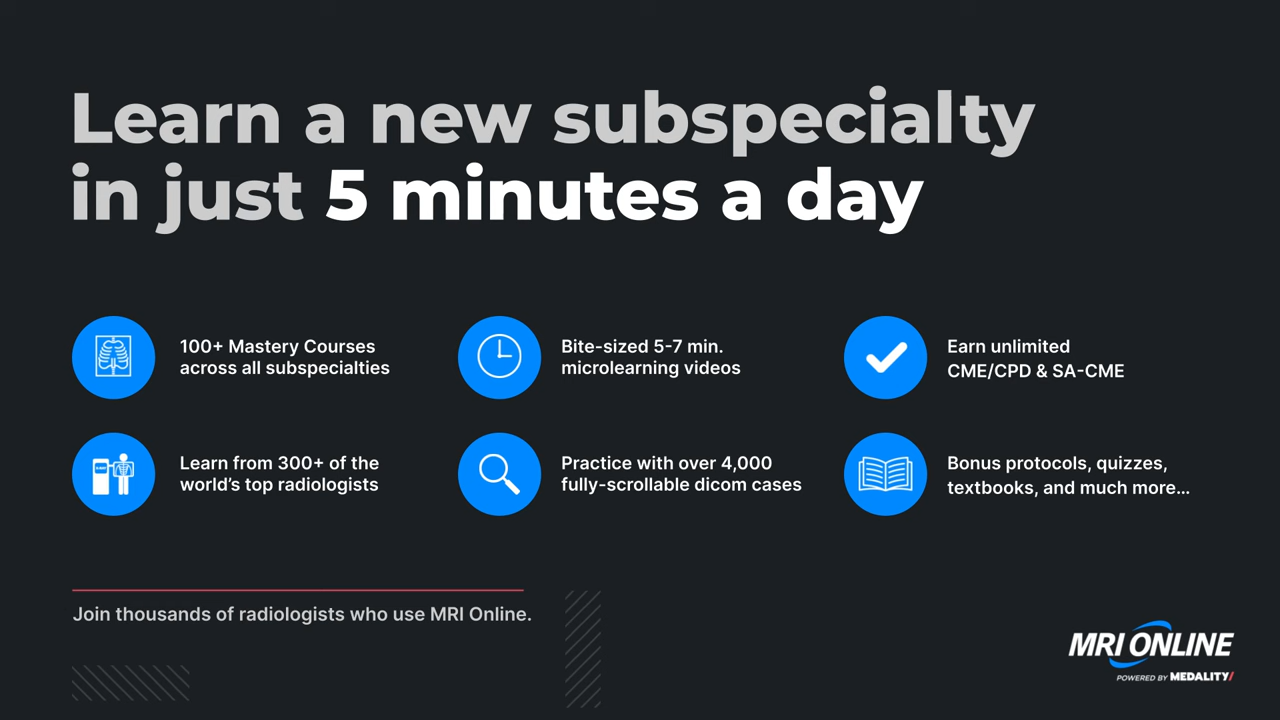 Learn a new subspecialty
in just 5 minutes a day
100+ Mastery Courses
across all subspecialties
Bite-sized 5-7 min.
microlearning videos
Earn unlimited
CME/CPD & SA-CME
Learn from 300+ of the
world's top radiologists
Practice with over 4,000
fully-scrollable dicom cases
Bonus protocols, quizzes,
textbooks, and much more...
Join thousands of radiologists who use MRI Online.
MRI ONLINE
POWERED BY MEDALITY/